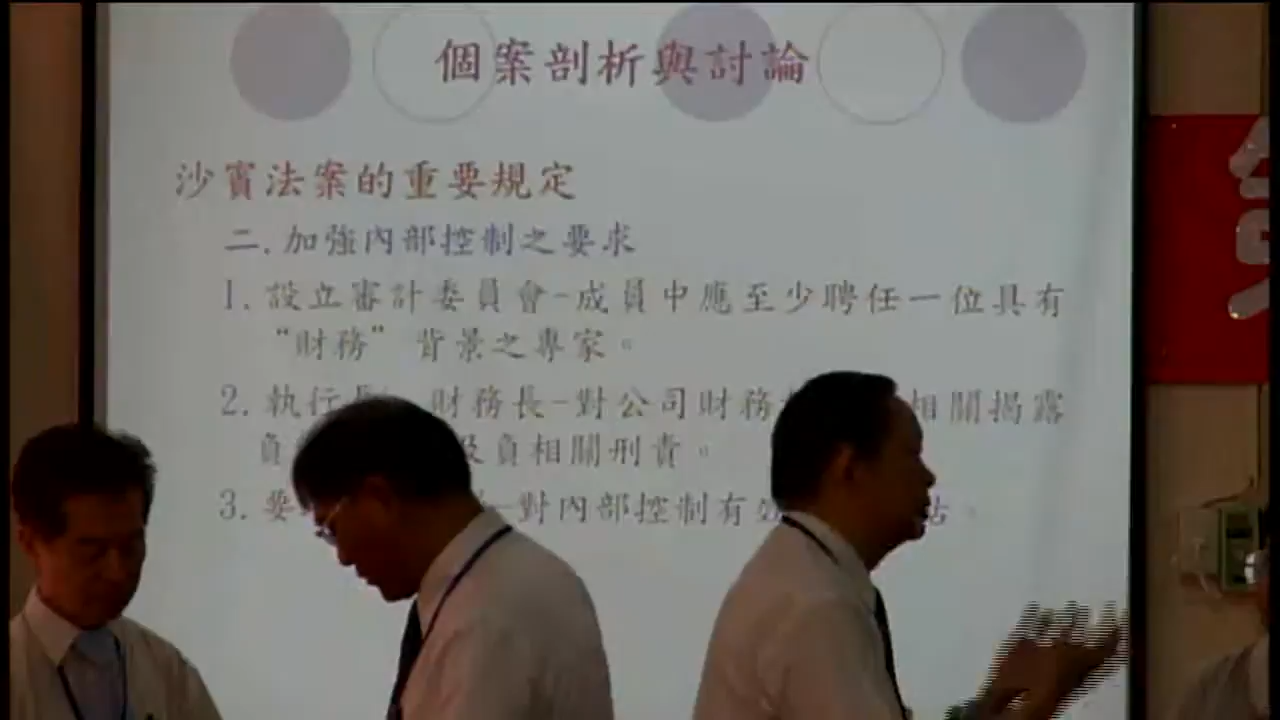 個案剖析與討論
沙賓法案的重要規定
二. 加強內部控制之要求
1. 設立審計委員會-成員中應至少聘任一位具有
“財務” 背景之專家。
2. 執行長 財務長-對公司財務 相關揭露
負 及負相關刑責。
3. 要 -對內部控制有效 。